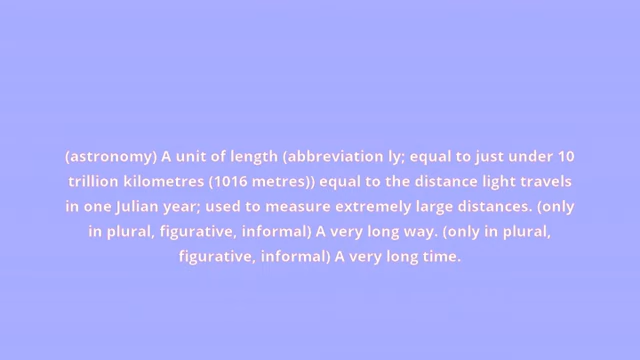 (astronomy) A unit of length (abbreviation ly; equal to just under 10
trillion kilometres (1016 metres)) equal to the distance light travels
in one Julian year; used to measure extremely large distances. (only
in plural, figurative, informal) A very long way. (only in plural,
figurative, informal) A very long time.